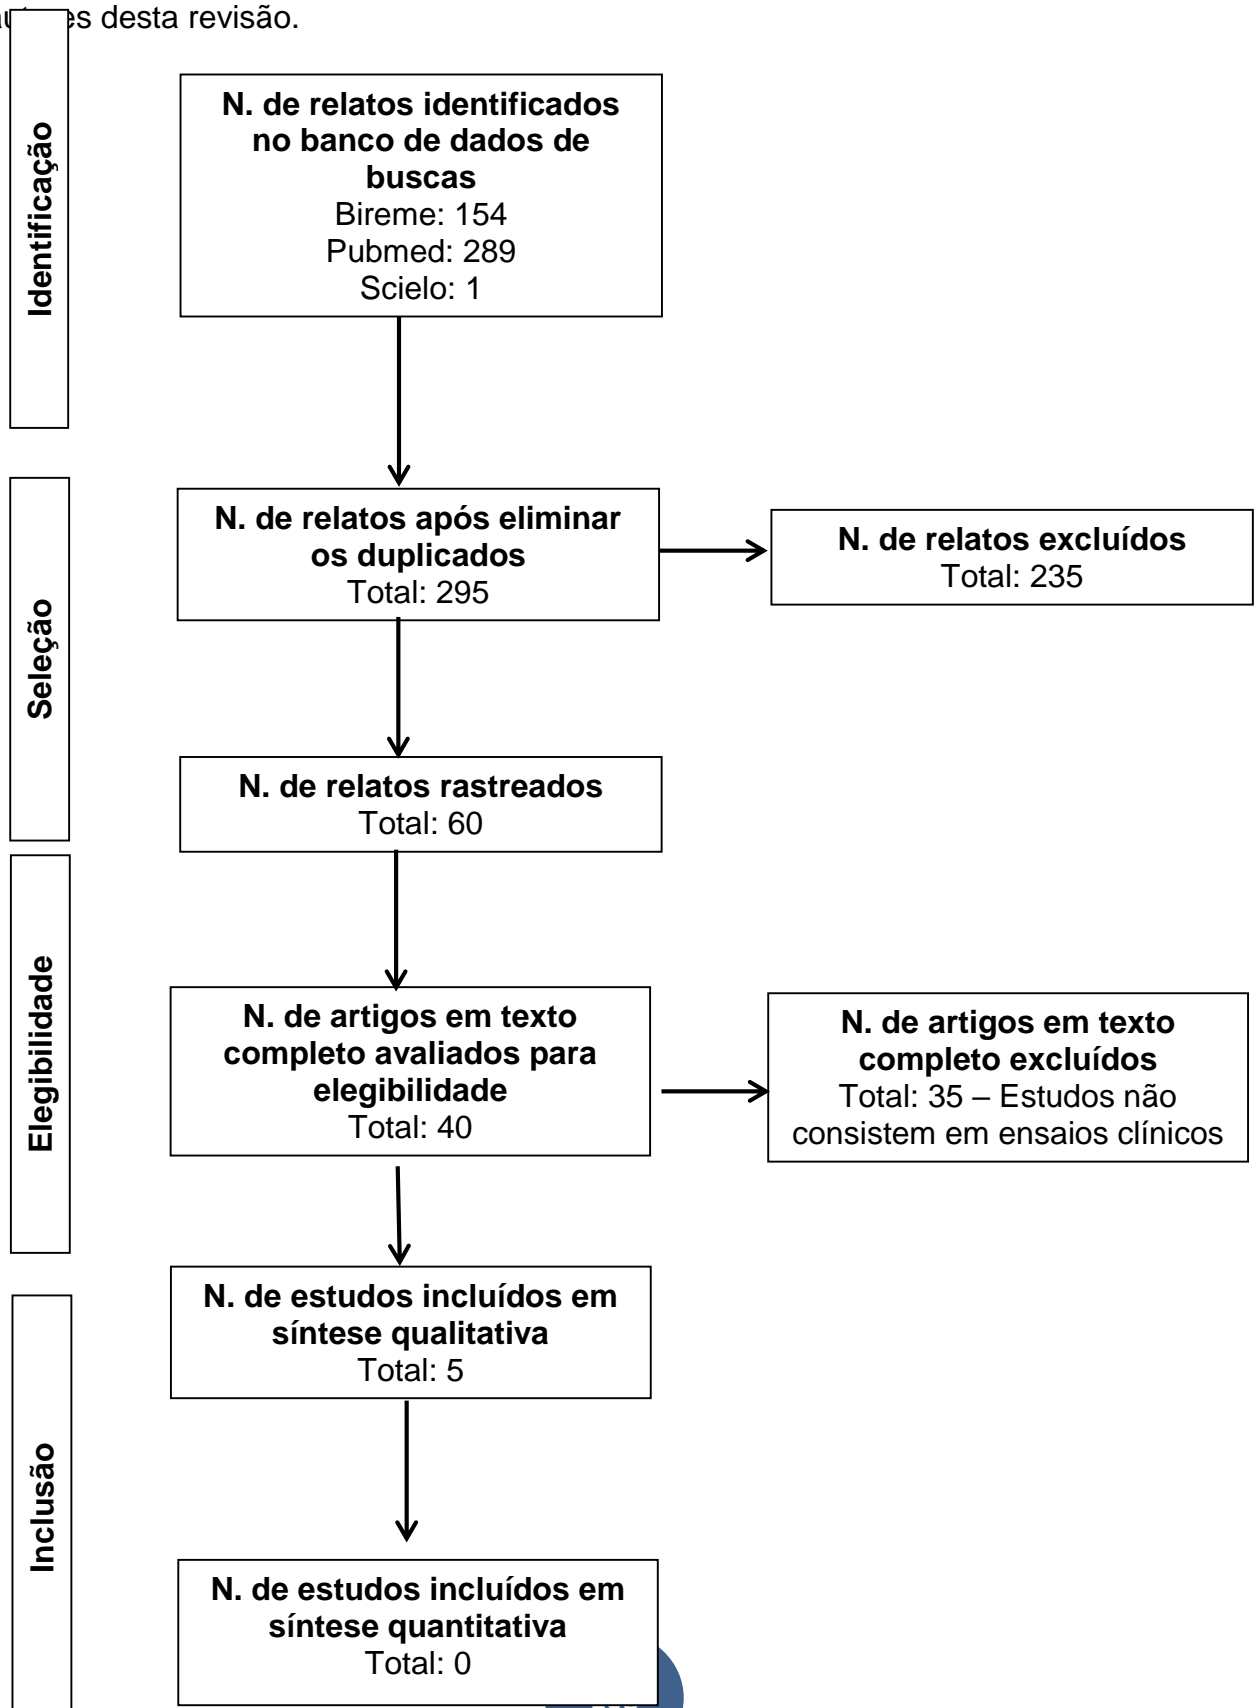 es desta revisão.
Identificação
N. de relatos identificados
no banco de dados de
buscas
Bireme: 154
Pubmed: 289
Scielo: 1
Seleção
N. de relatos após eliminar
os duplicados
Total: 295
N. de relatos excluídos
Total: 235
N. de relatos rastreados
Total: 60
Elegibilidade
N. de artigos em texto
completo avaliados para
elegibilidade
Total: 40
N. de artigos em texto
completo excluídos
Total: 35 – Estudos não
consistem em ensaios clínicos
Inclusão
N. de estudos incluídos em
síntese qualitativa
Total: 5
N. de estudos incluídos em
síntese quantitativa
Total: 0